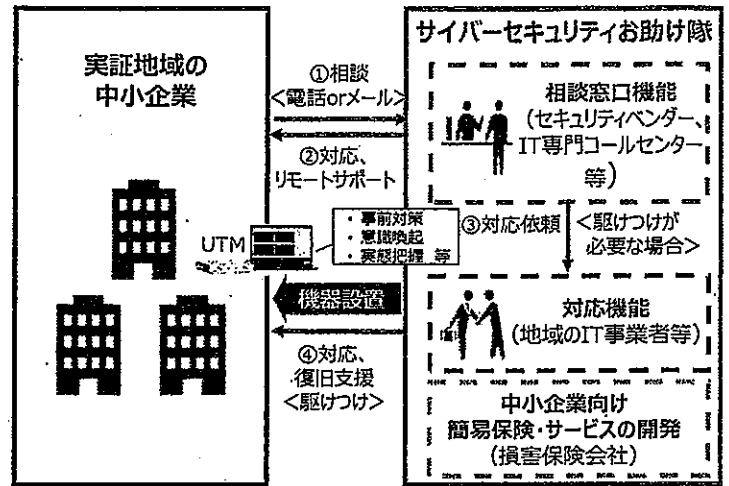 実証地域の
中小企業
①相談
<電話orメール>
②対応、
リモートサポート
UTM
・事前対策
・意識喚起
・実態把握 等
機器設置
④対応、
復旧支援
<駆けつけ>
サイバーセキュリティお助け隊
相談窓口機能
(セキュリティベンダー、
IT専門コールセンター
等)
③対応依頼
<駆けつけが
必要な場合>
対応機能
(地域のIT事業者等)
中小企業向け
簡易保険・サービスの開発
(損害保険会社)